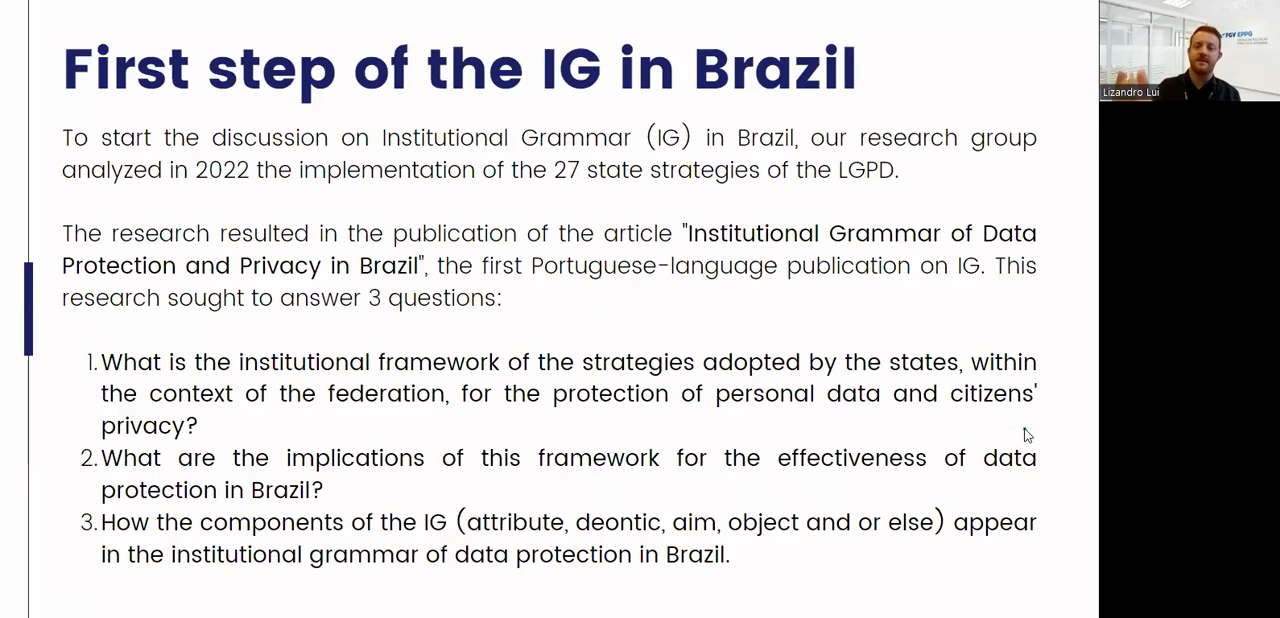 First step of the IG in Brazil
To start the discussion on Institutional Grammar (IG) in Brazil, our research group
analyzed in 2022 the implementation of the 27 state strategies of the LGPD.
The research resulted in the publication of the article "Institutional Grammar of Data
Protection and Privacy in Brazil", the first Portuguese-language publication on IG. This
research sought to answer 3 questions:
1. What is the institutional framework of the strategies adopted by the states, within
the context of the federation, for the protection of personal data and citizens'
privacy?
2. What are the implications of this framework for the effectiveness of data
protection in Brazil?
3. How the components of the IG (attribute, deontic, aim, object and or else) appear
in the institutional grammar of data protection in Brazil.
FGV EPPG
Lizandro Lui